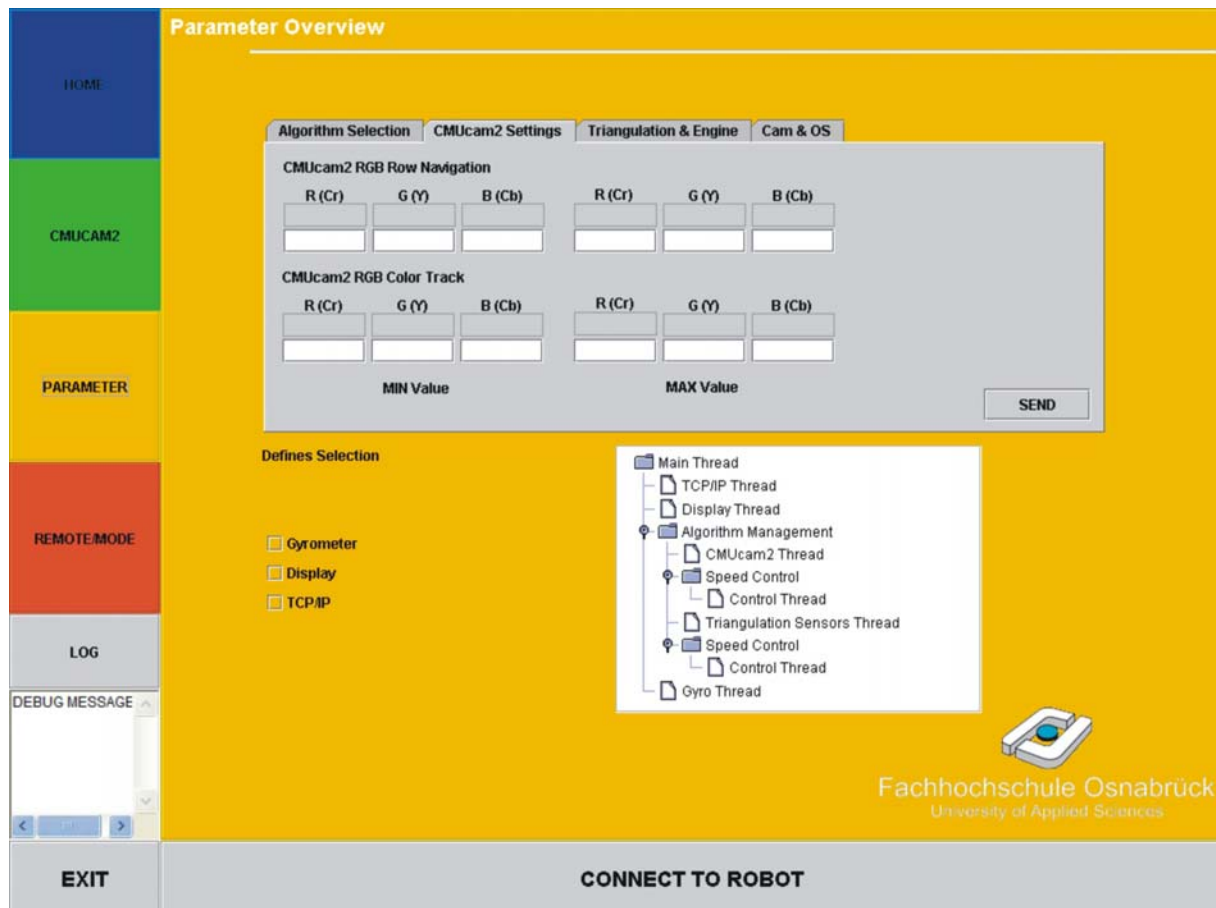 Parameter Overview
HOME
CMUCAM2
PARAMETER
REMOTE/MODE
LOG
DEBUG MESSAGE
EXIT
Algorithm Selection CMUcam2 Settings Triangulation & Engine Cam & OS
CMUcam2 RGB Row Navigation
R (Cr) G (Y) B (Cb) R (Cr) G (Y) B (Cb)
CMUcam2 RGB Color Track
R (Cr) G (Y) B (Cb) R (Cr) G (Y) B (Cb)
MIN Value MAX Value
SEND
Defines Selection
Gyrometer
Display
TCP/IP
Main Thread
TCP/IP Thread
Display Thread
Algorithm Management
CMUcam2 Thread
Speed Control
Control Thread
Triangulation Sensors Thread
Speed Control
Control Thread
Gyro Thread
Fachhochschule Osnabrück
University of Applied Sciences
CONNECT TO ROBOT